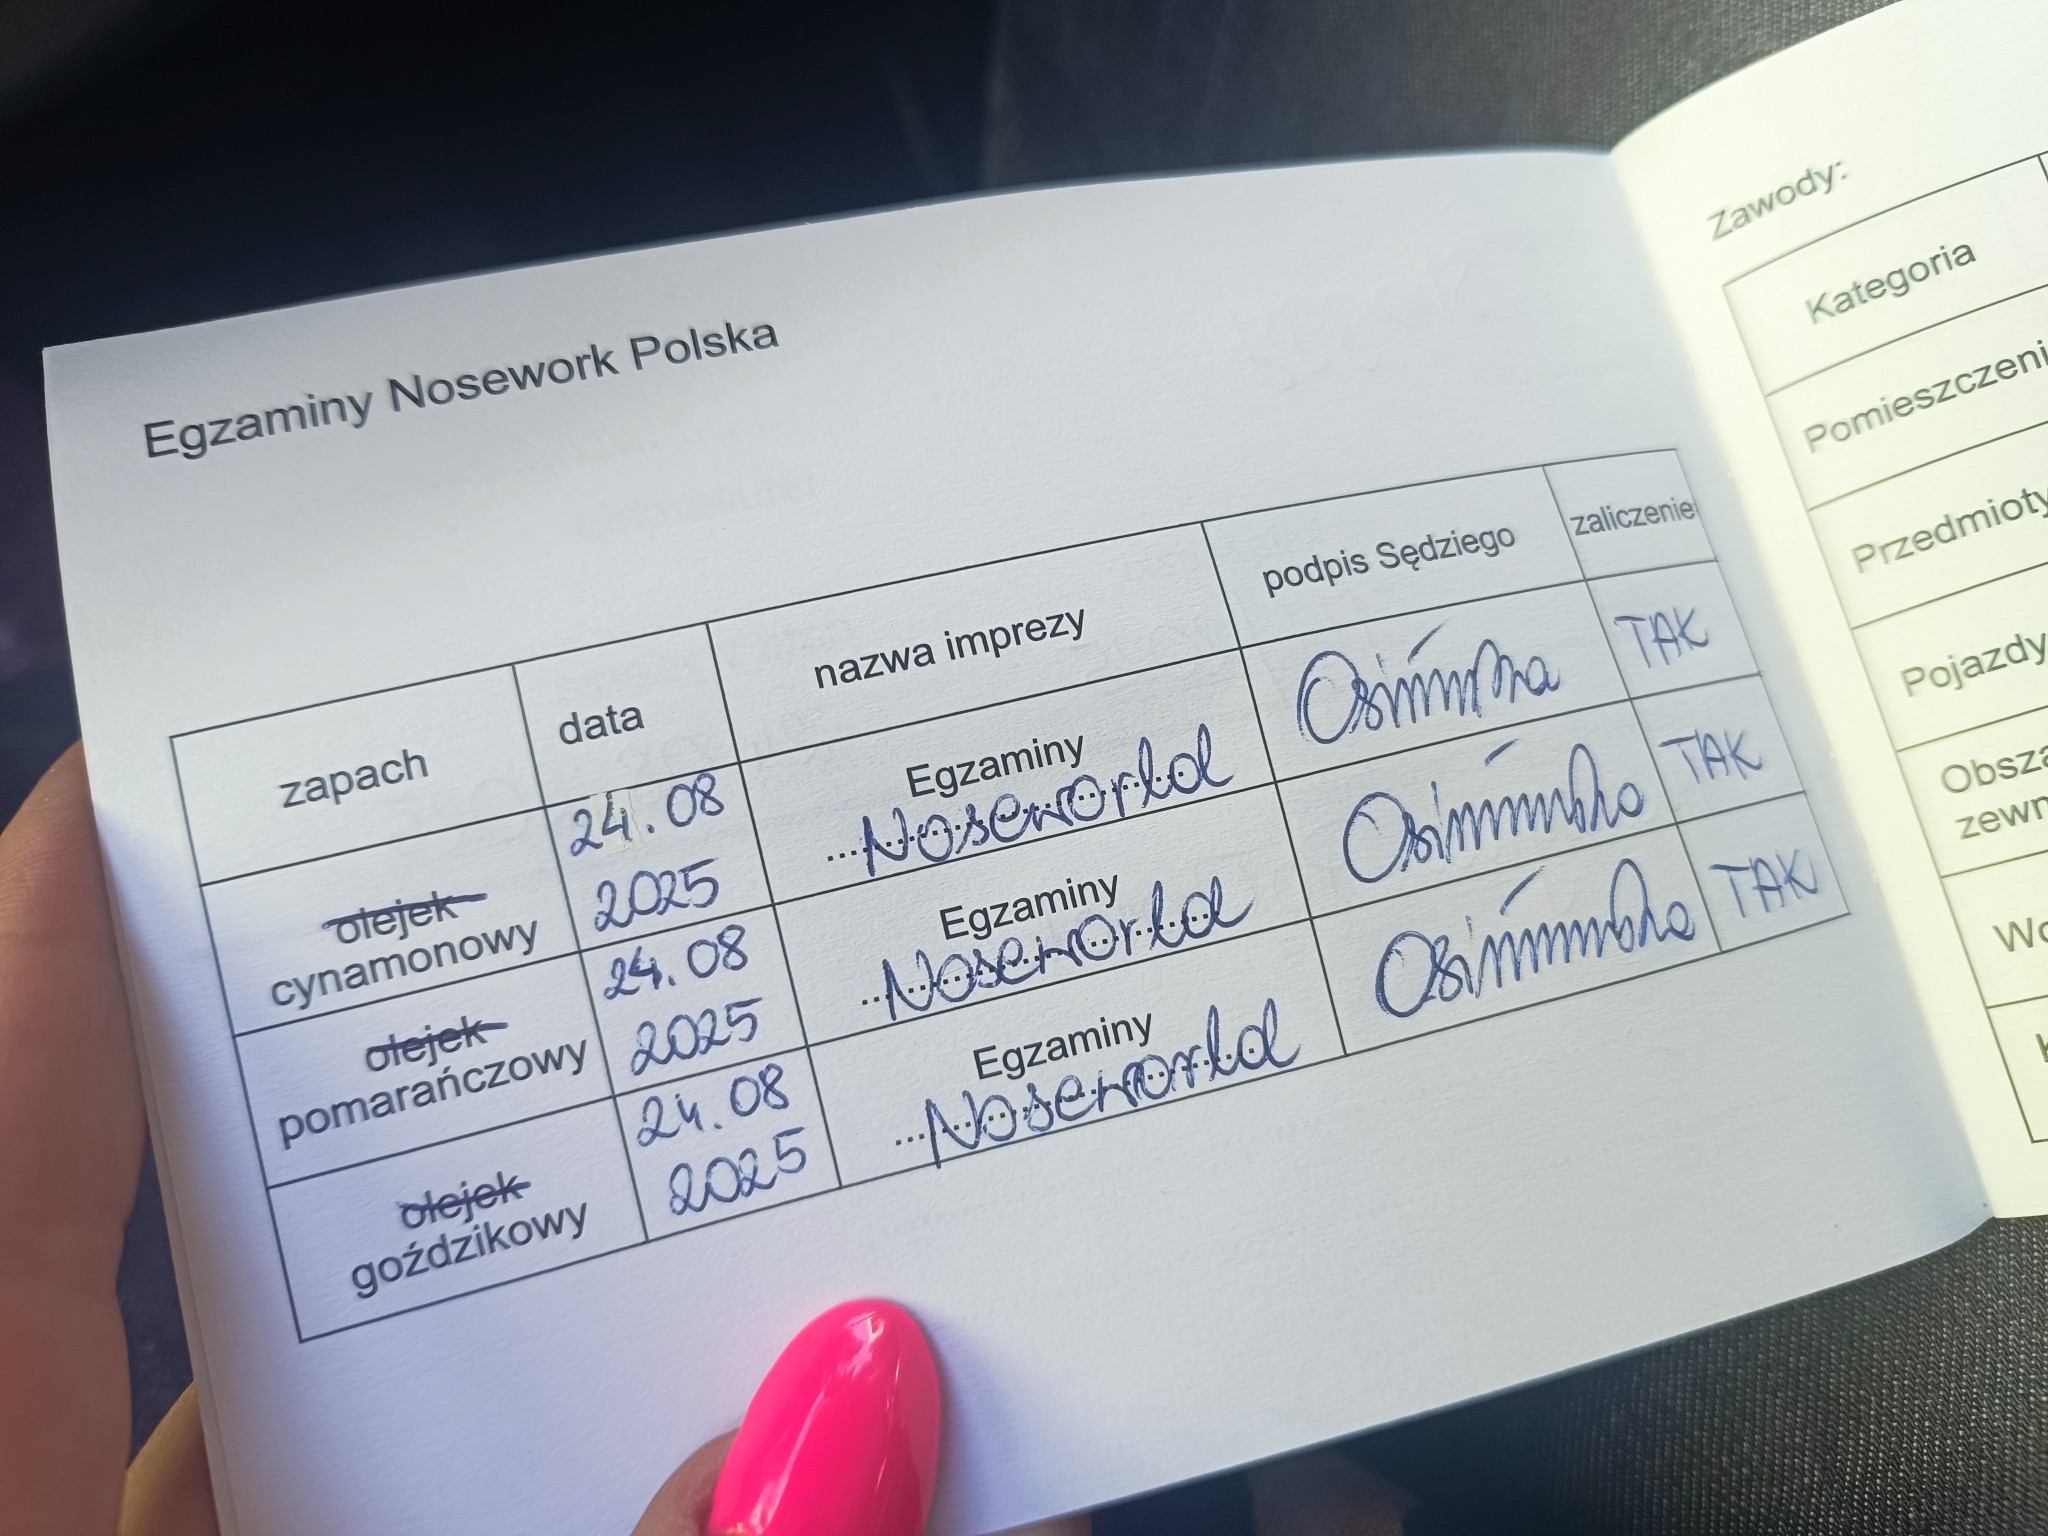 Egzaminy Nosework Polska
zapach
data
nazwa imprezy
podpis Sędziego
zaliczenie
olejek
cynamonowy
24.08
2025
Egzaminy
Noseworld
TAK
olejek
pomarańczowy
24.08
2025
Egzaminy
Noseworld
TAK
olejek
goździkowy
24.08
2025
Egzaminy
Noseworld
TAK
Zawody:
Kategoria
Pomieszczeni
Przedmioty
Pojazdy
Obsza
zewn